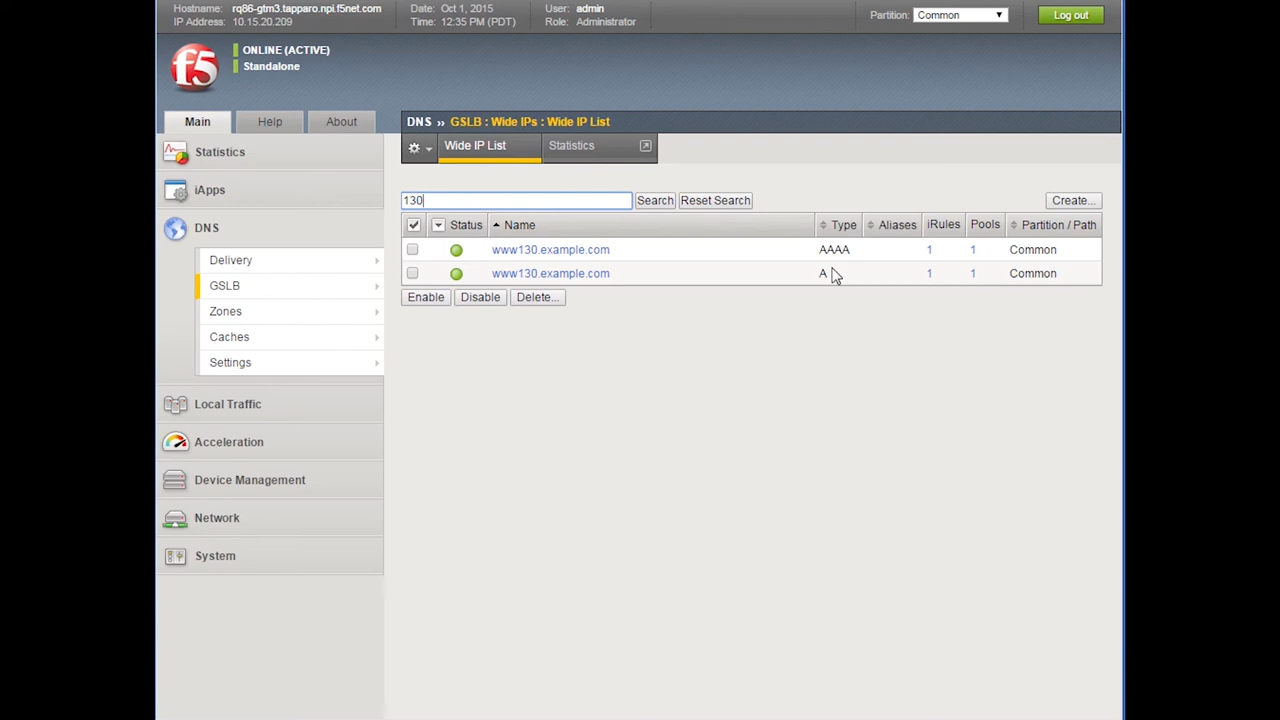 Hostname: rq86-gtm3.tapparo.npi.f5net.com Date: Oct 1, 2015 User: admin
IP Address: 10.15.20.209 Time: 12:35 PM (PDT) Role: Administrator
Partition: Common Log out
f5
ONLINE (ACTIVE)
Standalone
Main Help About
DNS ›› GSLB : Wide IPs : Wide IP List
Wide IP List Statistics
Statistics
iApps
DNS
Delivery
GSLB
Zones
Caches
Settings
Local Traffic
Acceleration
Device Management
Network
System
130 Search Reset Search Create...
Status Name Type Aliases iRules Pools Partition / Path
www130.example.com AAAA 1 1 Common
www130.example.com A 1 1 Common
Enable Disable Delete...